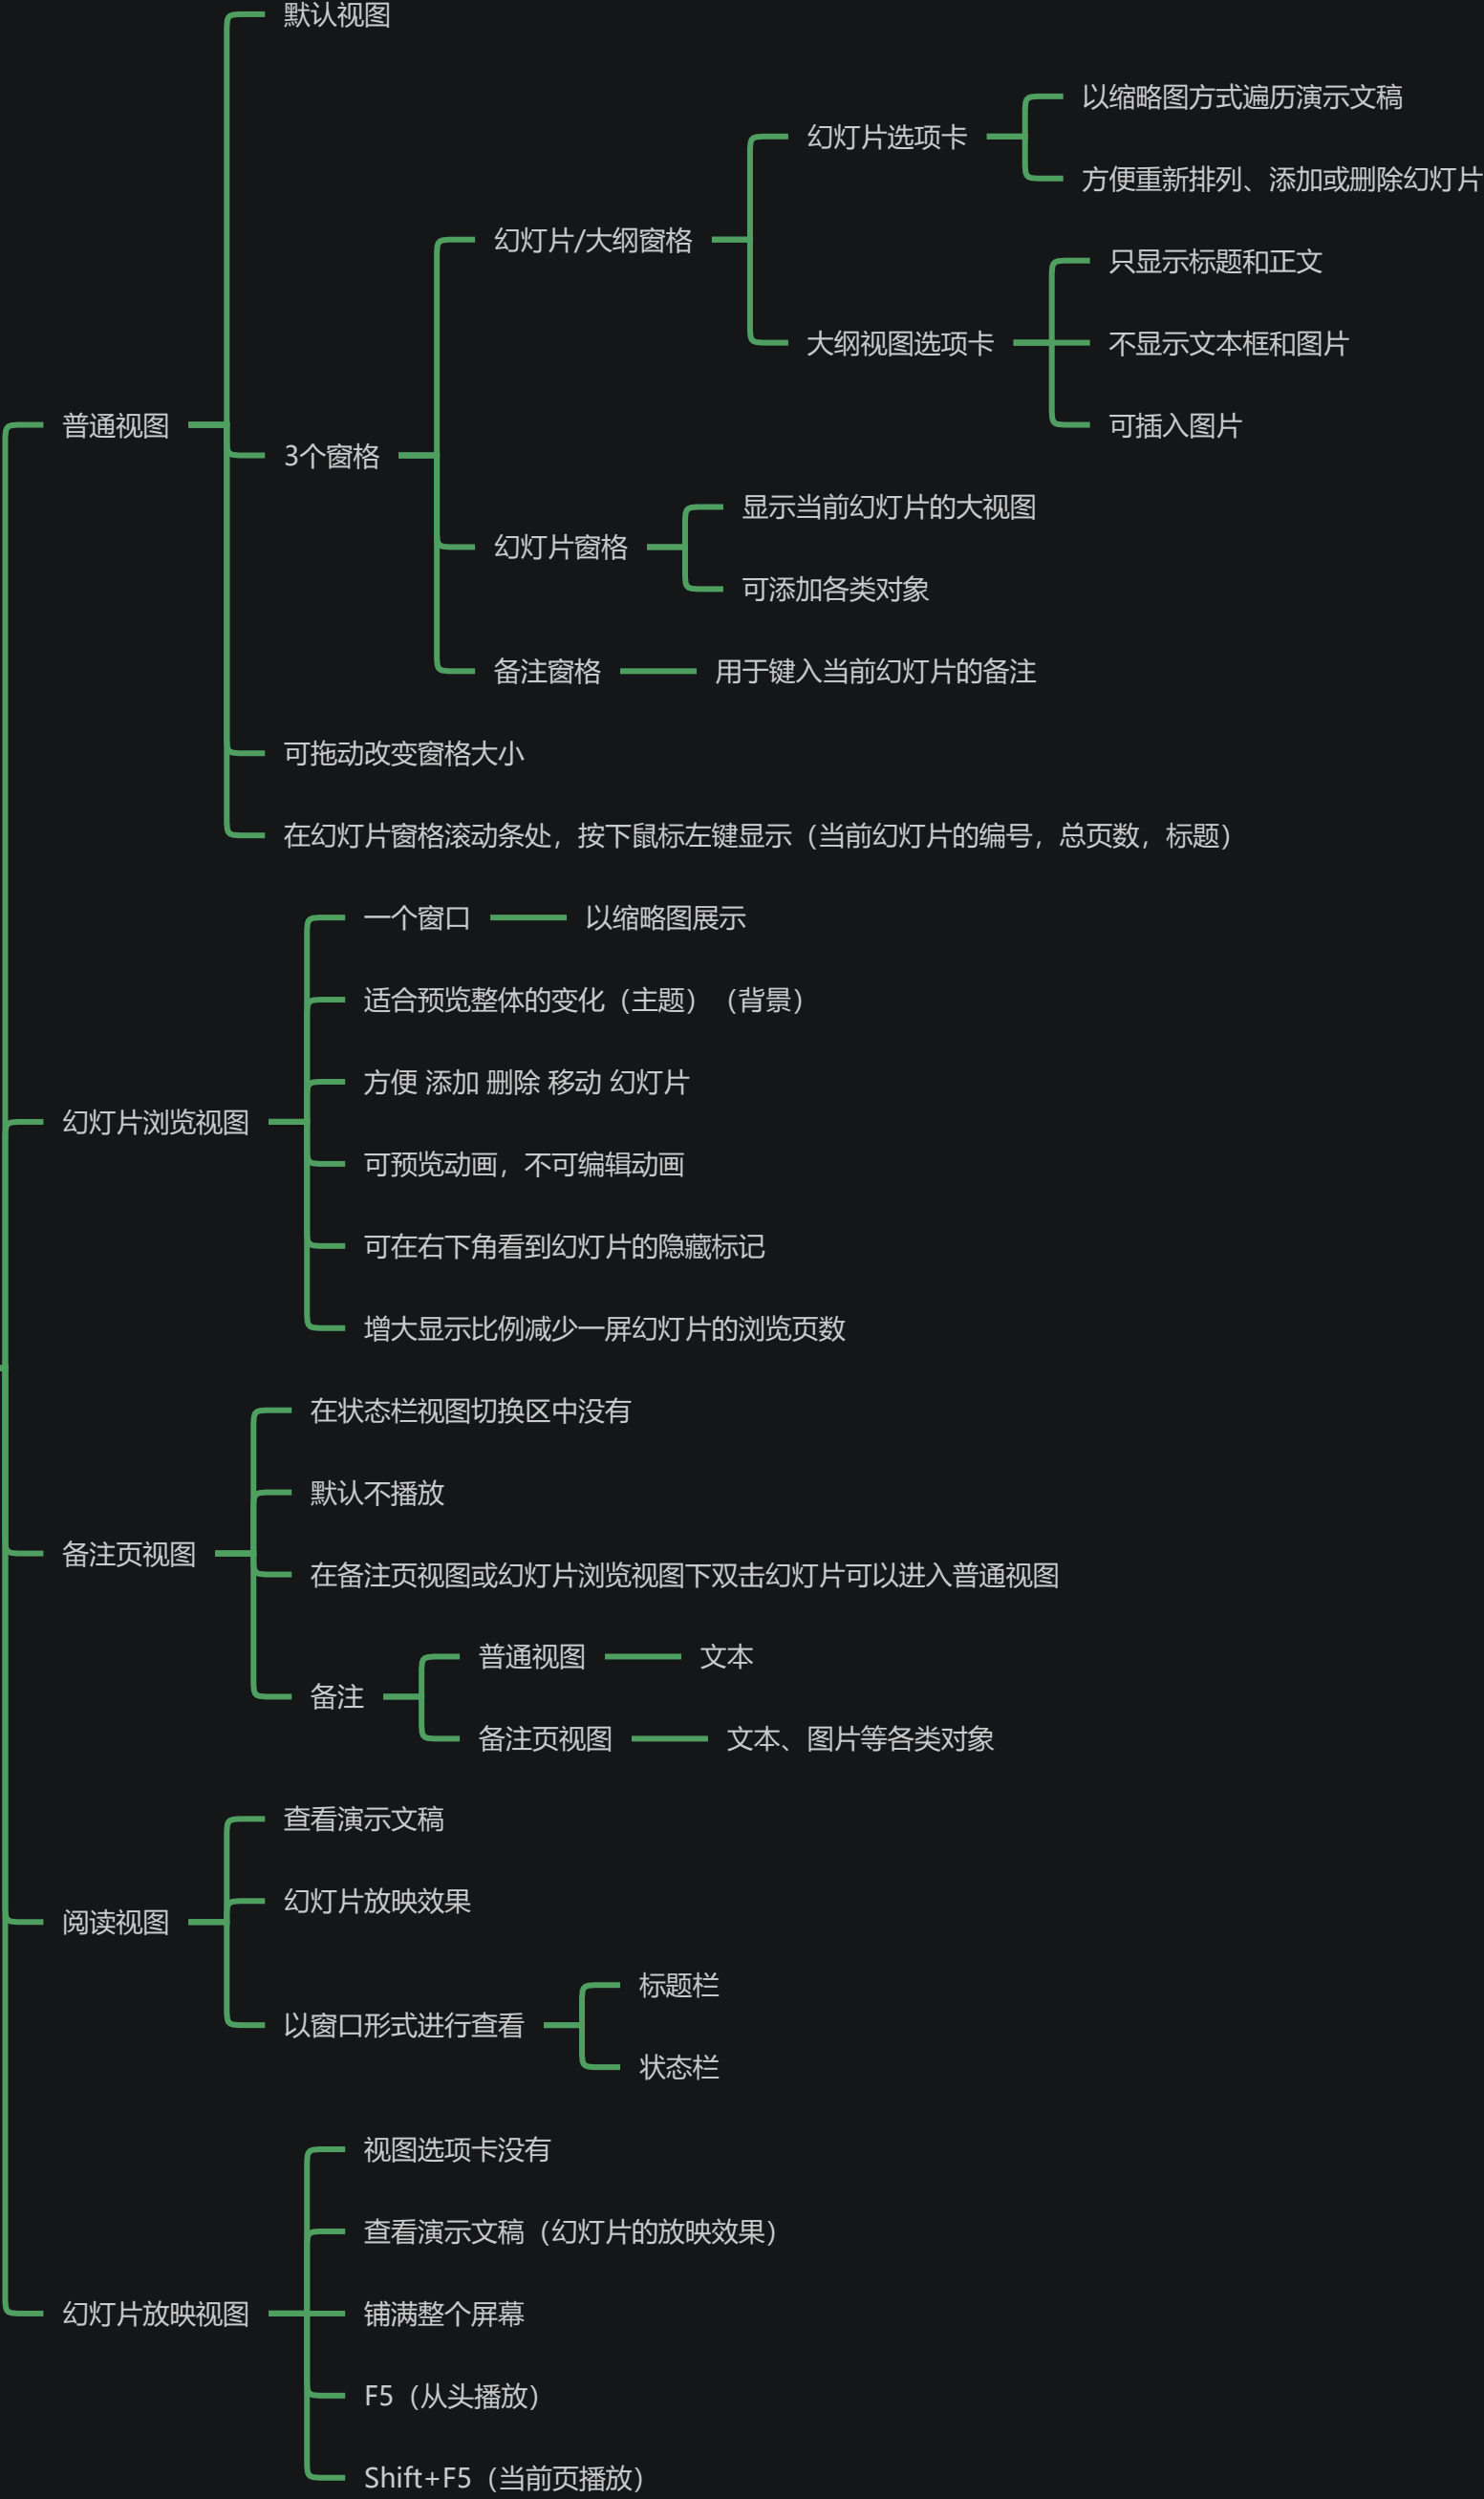 默认视图
以缩略图方式遍历演示文稿
幻灯片选项卡
方便重新排列、添加或删除幻灯片
幻灯片/大纲窗格
只显示标题和正文
大纲视图选项卡
不显示文本框和图片
可插入图片
普通视图
3个窗格
显示当前幻灯片的大视图
幻灯片窗格
可添加各类对象
备注窗格
用于键入当前幻灯片的备注
可拖动改变窗格大小
在幻灯片窗格滚动条处，按下鼠标左键显示（当前幻灯片的编号，总页数，标题）
一个窗口
以缩略图展示
适合预览整体的变化（主题）（背景）
方便 添加 删除 移动 幻灯片
幻灯片浏览视图
可预览动画，不可编辑动画
可在右下角看到幻灯片的隐藏标记
增大显示比例减少一屏幻灯片的浏览页数
在状态栏视图切换区中没有
默认不播放
备注页视图
在备注页视图或幻灯片浏览视图下双击幻灯片可以进入普通视图
普通视图
文本
备注
备注页视图
文本、图片等各类对象
查看演示文稿
幻灯片放映效果
阅读视图
标题栏
以窗口形式进行查看
状态栏
视图选项卡没有
查看演示文稿（幻灯片的放映效果）
幻灯片放映视图
铺满整个屏幕
F5（从头播放）
Shift+F5（当前页播放）